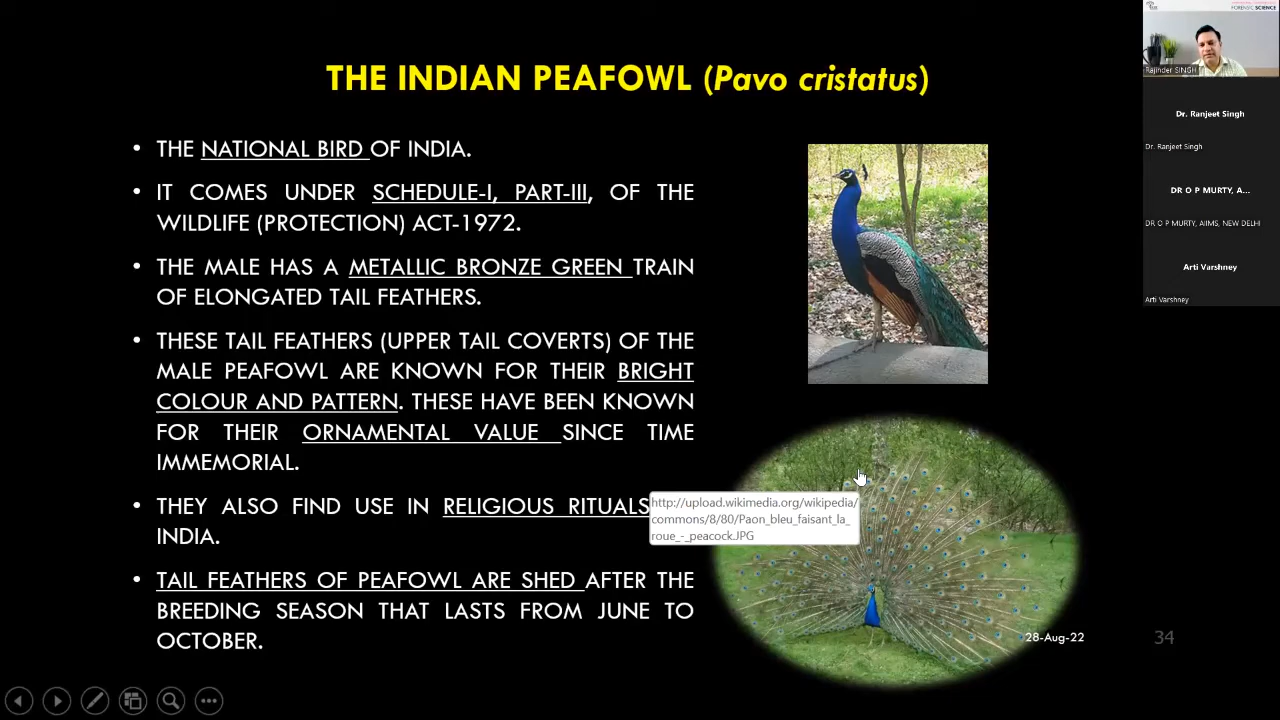 THE INDIAN PEAFOWL (Pavo cristatus)
• THE NATIONAL BIRD OF INDIA.
• IT COMES UNDER SCHEDULE-I, PART-III, OF THE
WILDLIFE (PROTECTION) ACT-1972.
• THE MALE HAS A METALLIC BRONZE GREEN TRAIN
OF ELONGATED TAIL FEATHERS.
• THESE TAIL FEATHERS (UPPER TAIL COVERTS) OF THE
MALE PEAFOWL ARE KNOWN FOR THEIR BRIGHT
COLOUR AND PATTERN. THESE HAVE BEEN KNOWN
FOR THEIR ORNAMENTAL VALUE SINCE TIME
IMMEMORIAL.
• THEY ALSO FIND USE IN RELIGIOUS RITUALS
INDIA.
• TAIL FEATHERS OF PEAFOWL ARE SHED AFTER THE
BREEDING SEASON THAT LASTS FROM JUNE TO
OCTOBER.
http://upload.wikimedia.org/wikipedia/
commons/8/80/Paon_bleu_faisant_la_
roue_-_peacock.JPG
28-Aug-22
34
FORENSIC SCIENCE
Rajinder SINGH
Dr. Ranjeet Singh
Dr. Ranjeet Singh
DR O P MURTY, A...
DR O P MURTY, AIIMS, NEW DELHI
Arti Varshney
Arti Varshney